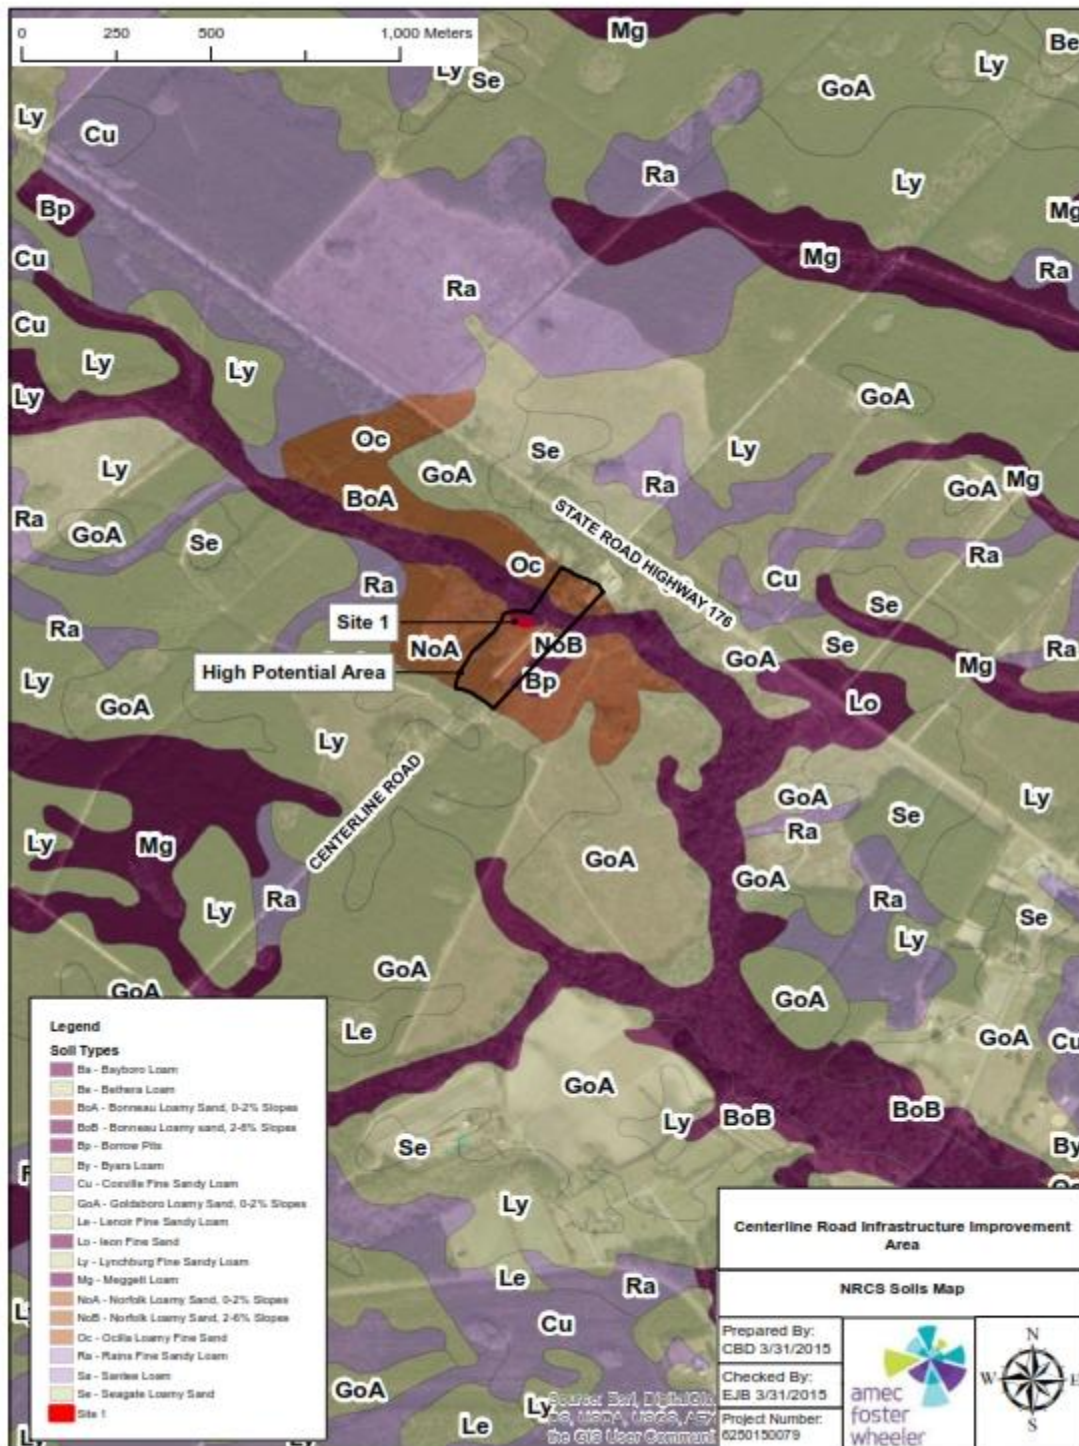 0 250 500 1,000 Meters
Mg
Be
Ly Se
Ly
GoA
Ly
Cu
Ra
Ly
Bp
Mg
Mg
Cu
Ra
Ra
Cu
Ly
Ly
Ly
GoA
Oc
Se
Ly
Ly
GoA
Ra
Mg
GoA
BoA
Ra
GoA
Se
STATE ROAD HIGHWAY 176
Ra
Oc
Cu
Ra
Se
Site 1
Ra
NoA
NoB
Se
GoA
Mg
Ra
High Potential Area
Ly
Bp
Lo
GoA
Ly
CENTERLINE ROAD
GoA
Ly
Se
Ra
Ly
Mg
GoA
GoA
Ra
Ra
Ly
Se
Ly
GoA
GoA
GoA
Le
GoA
Cu
GoA
BoB
BoB
Ly
Se
By
Ly
Le
Ra
Cu
GoA
Ly
Le
Legend
Soil Types
Ba - Bayboro Loam
Be - Bethera Loam
BoA - Bonneau Loamy Sand, 0-2% Slopes
BoB - Bonneau Loamy sand, 2-6% Slopes
Bp - Borrow Pits
By - Byars Loam
Cu - Coxville Fine Sandy Loam
GoA - Goldsboro Loamy Sand, 0-2% Slopes
Le - Lenoir Fine Sandy Loam
Lo - leon Fine Sand
Ly - Lynchburg Fine Sandy Loam
Mg - Meggett Loam
NoA - Norfolk Loamy Sand, 0-2% Slopes
NoB - Norfolk Loamy Sand, 2-6% Slopes
Oc - Ocilla Loamy Fine Sand
Ra - Rains Fine Sandy Loam
Sa - Santee Loam
Se - Seagate Loamy Sand
Site 1
Centerline Road Infrastructure Improvement
Area
NRCS Soils Map
Prepared By:
CBD 3/31/2015
Checked By:
EJB 3/31/2015
Project Number:
6250150079
amec
foster
wheeler
N
W E
S
Source: Esri,
USDA, USGS,
the GIS User Communi